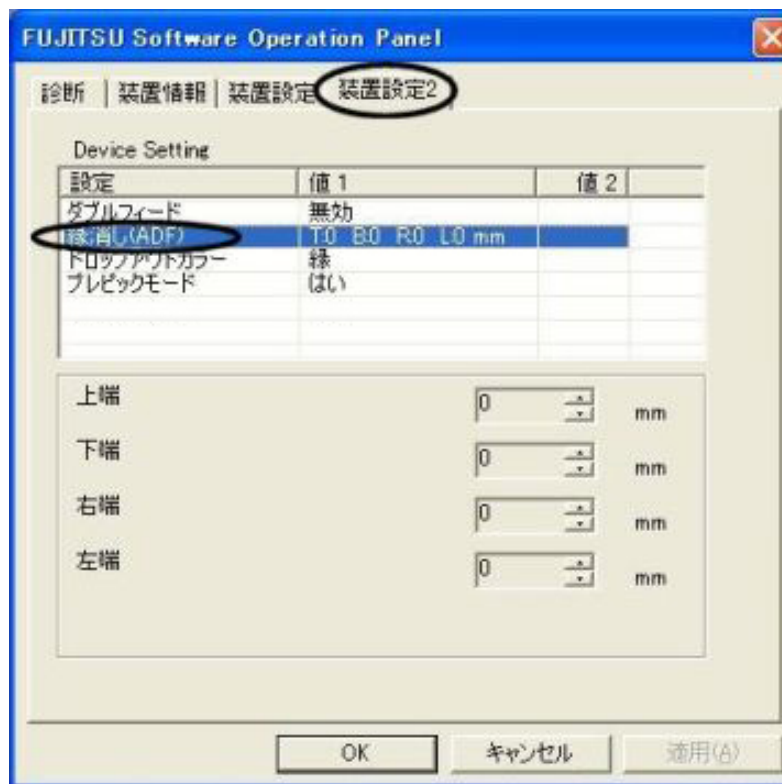 FUJITSU Software Operation Panel
診断 装置情報 装置設定 装置設定2
Device Setting
設定 値 1 値 2
ダブルフィード 無効
縁消し(ADF) T:0 B:0 R:0 L:0 mm
ドロップアウトカラー 緑
プレピックモード はい
上端 0 mm
下端 0 mm
右端 0 mm
左端 0 mm
OK キャンセル 適用(A)